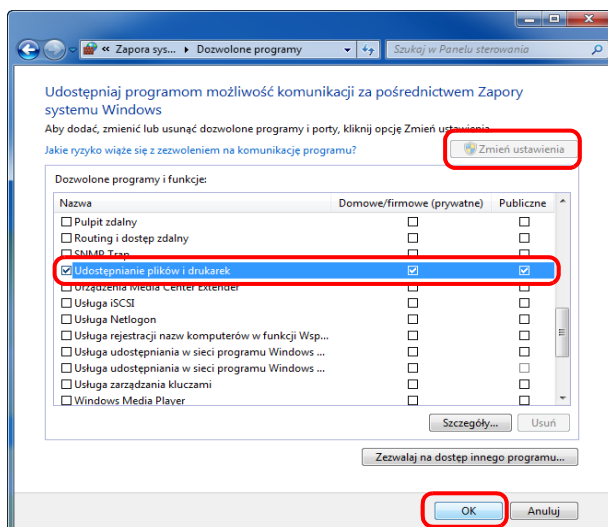 « Zapora sys... Dozwolone programy Szukaj w Panelu sterowania
Udostępniaj programom możliwość komunikacji za pośrednictwem Zapory
systemu Windows
Aby dodać, zmienić lub usunąć dozwolone programy i porty, kliknij opcję Zmień ustawienia.
Jakie ryzyko wiąże się z zezwoleniem na komunikację programu? Zmień ustawienia
Dozwolone programy i funkcje:
Nazwa Domowe/firmowe (prywatne) Publiczne
Pulpit zdalny
Routing i dostęp zdalny
SNMP Trap
Udostępnianie plików i drukarek
Urządzenia Media Center Extender
Usługa iSCSI
Usługa Netlogon
Usługa rejestracji nazw komputerów w funkcji Wsp...
Usługa udostępniania w sieci programu Windows ...
Usługa udostępniania w sieci programu Windows ...
Usługa zarządzania kluczami
Windows Media Player
Szczegóły... Usuń
Zezwalaj na dostęp innego programu...
OK Anuluj